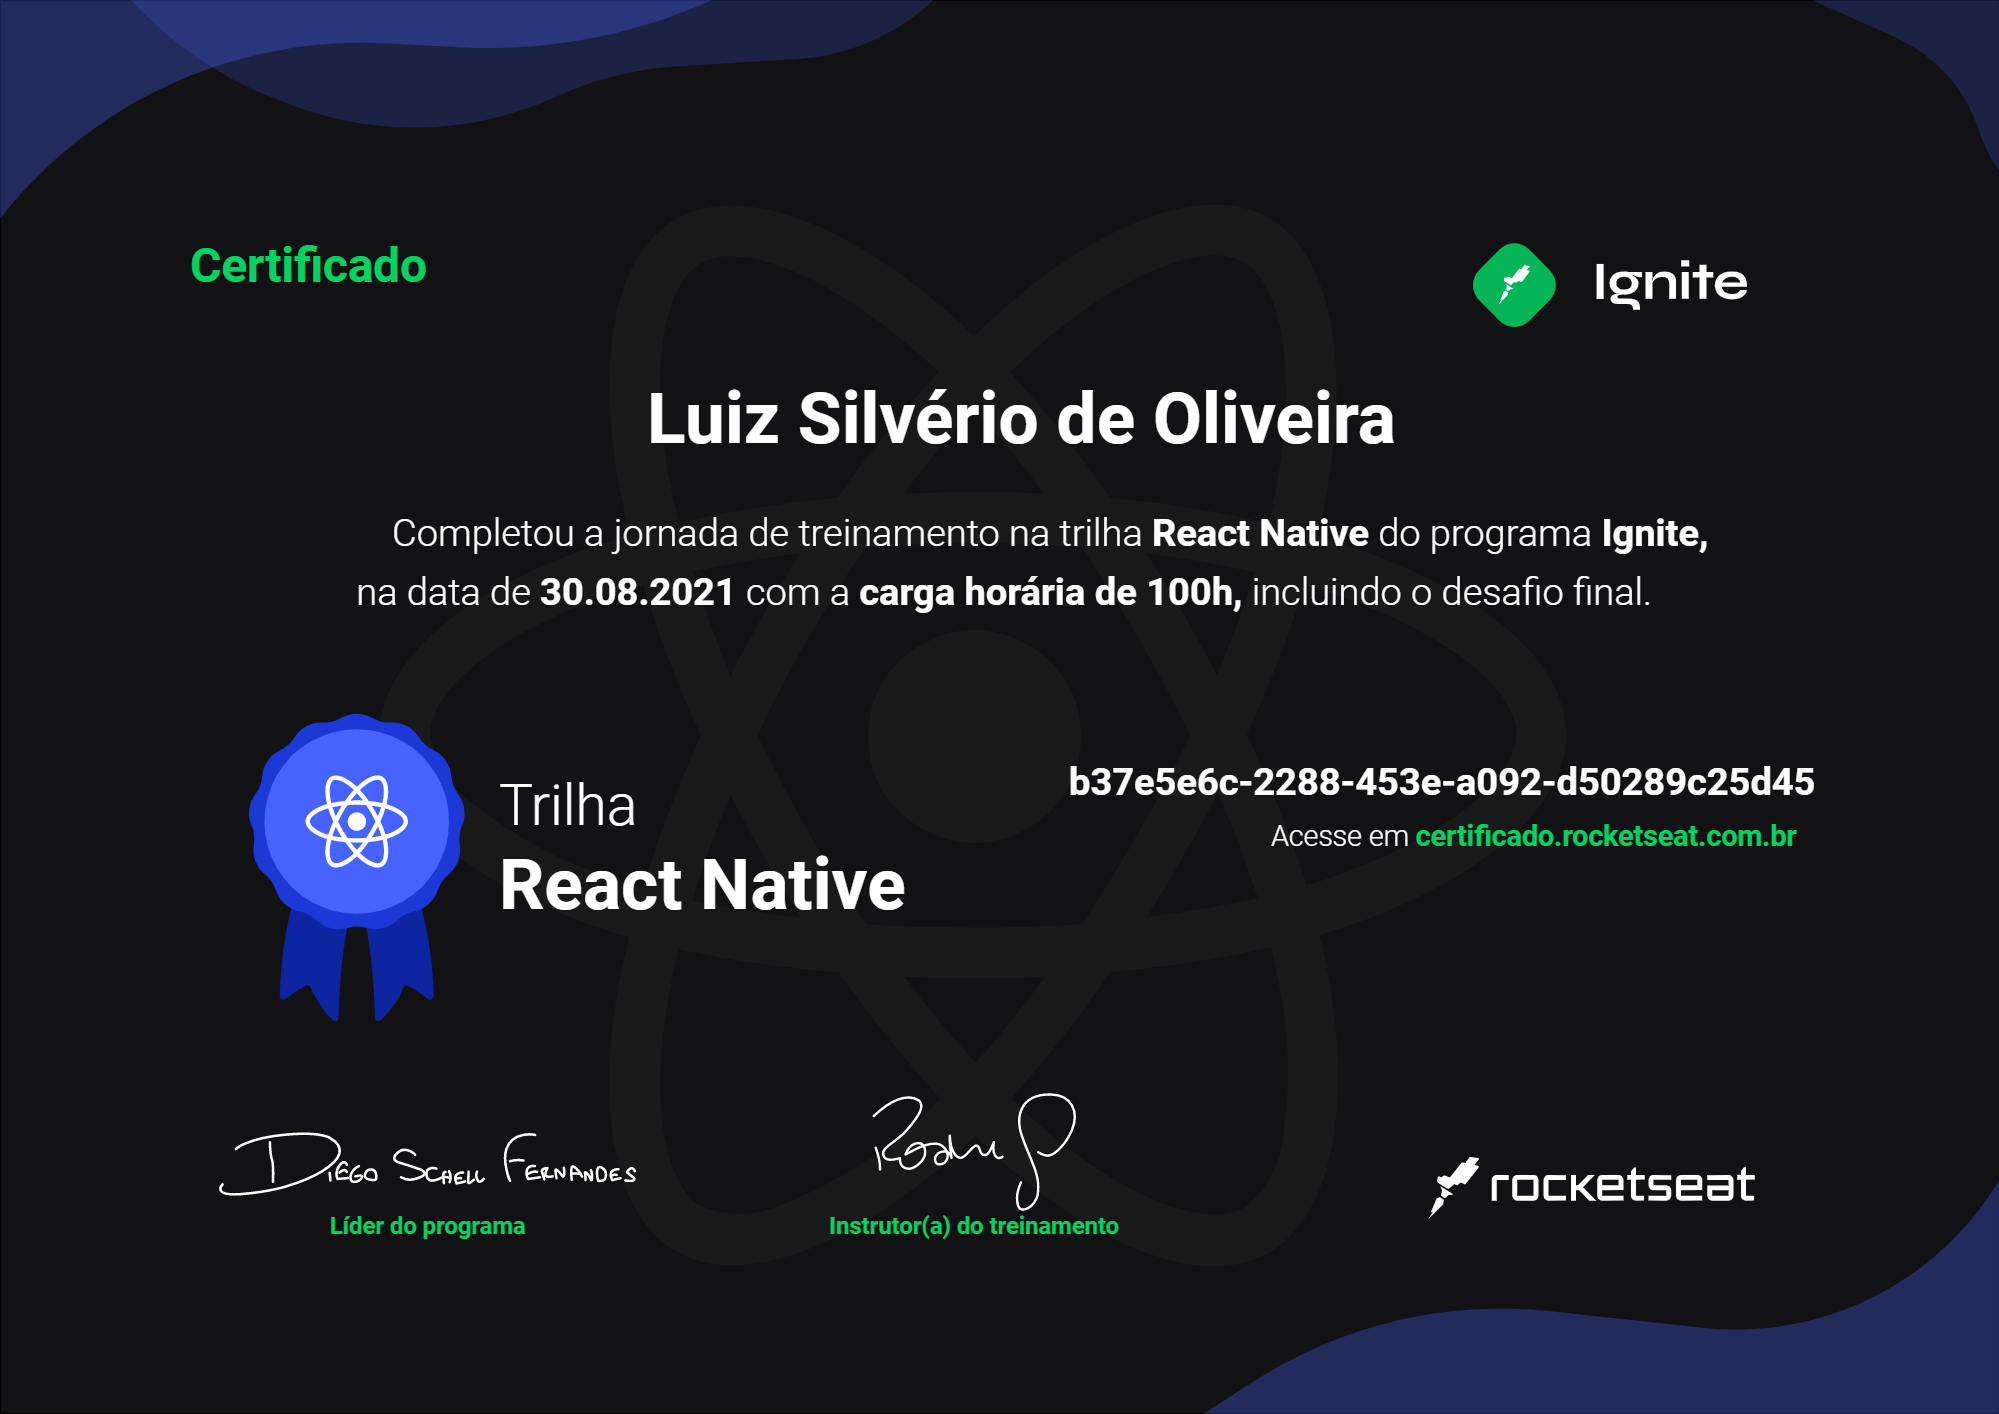 Certificado
Ignite
Luiz Silvério de Oliveira
Completou a jornada de treinamento na trilha React Native do programa Ignite,
na data de 30.08.2021 com a carga horária de 100h, incluindo o desafio final.
Trilha
React Native
b37e5e6c-2288-453e-a092-d50289c25d45
Acesse em certificado.rocketseat.com.br
Diego Schell Fernandes
Líder do programa
Instrutor(a) do treinamento
rocketseat